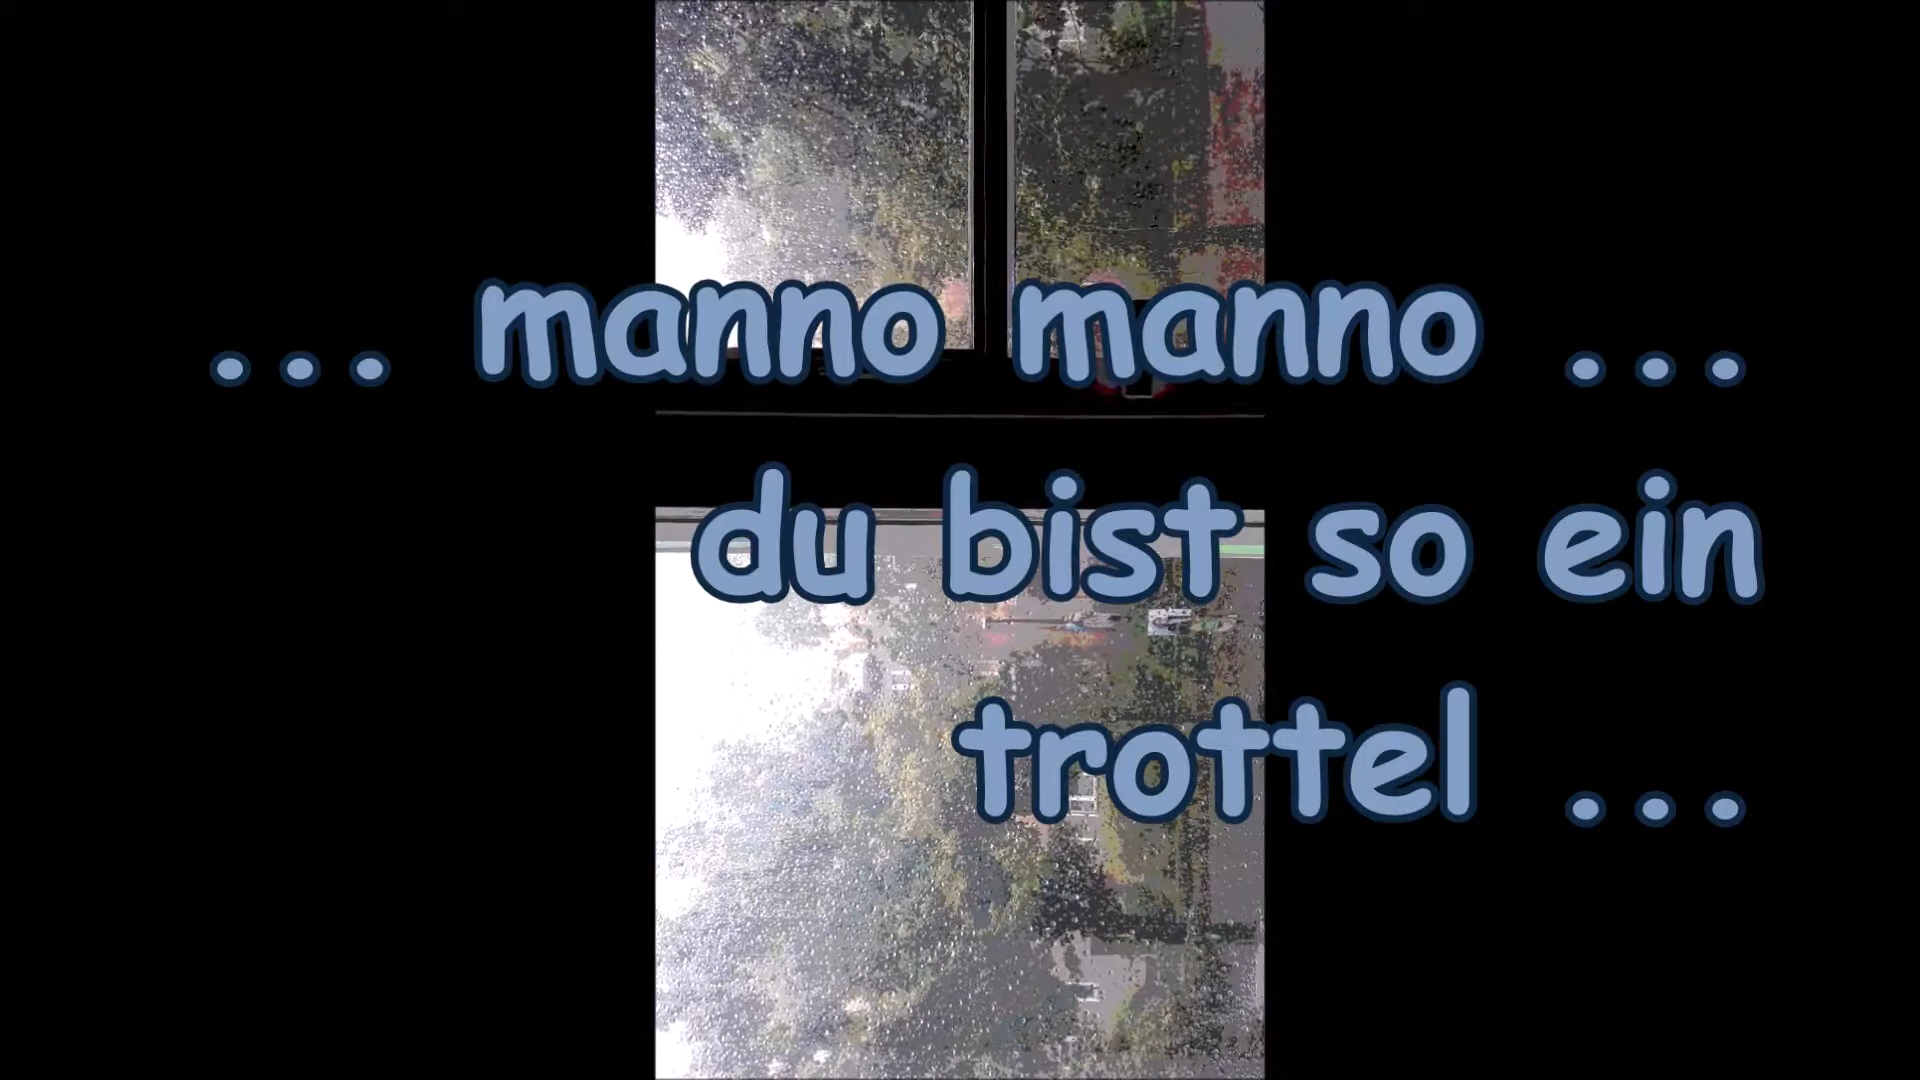 ... manno manno ...
du bist so ein
trottel ...